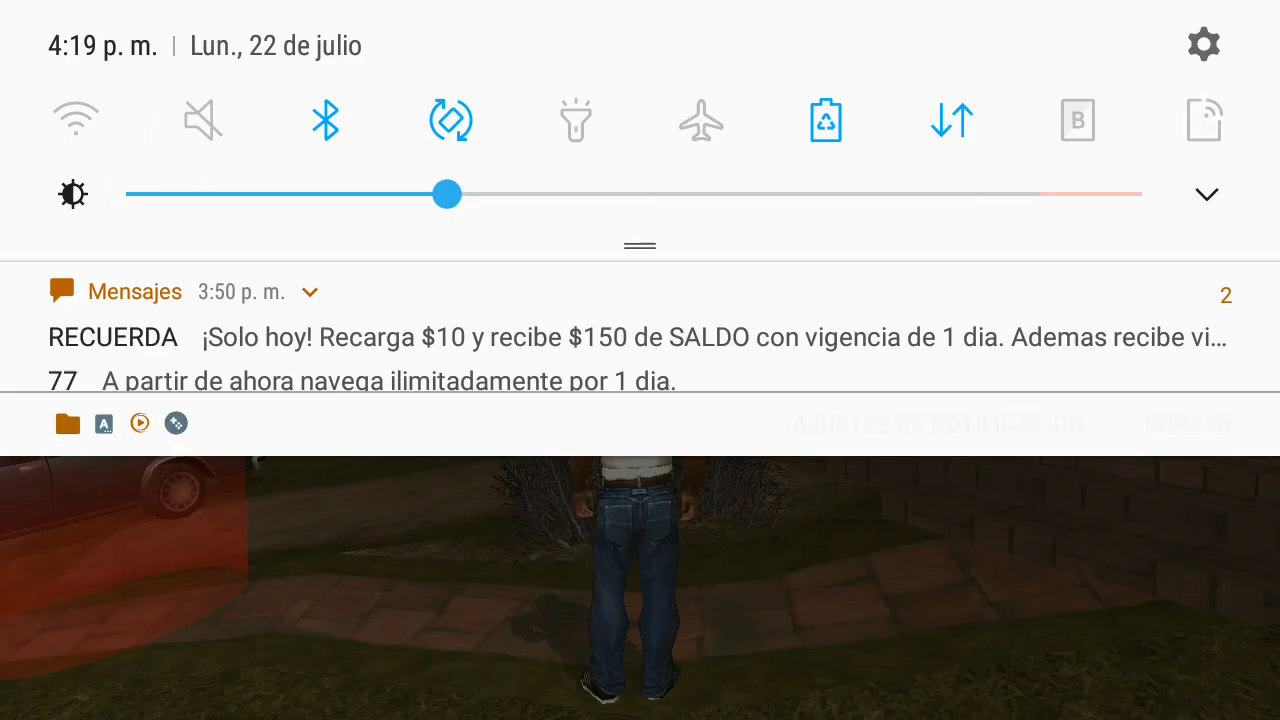 4:19 p. m. | Lun., 22 de julio
B
Mensajes 3:50 p. m.
2
RECUERDA ¡Solo hoy! Recarga $10 y recibe $150 de SALDO con vigencia de 1 dia. Ademas recibe vi...
77 A partir de ahora navega ilimitadamente por 1 dia.
A
AJUSTES DE NOTIFICACIÓN BORRAR